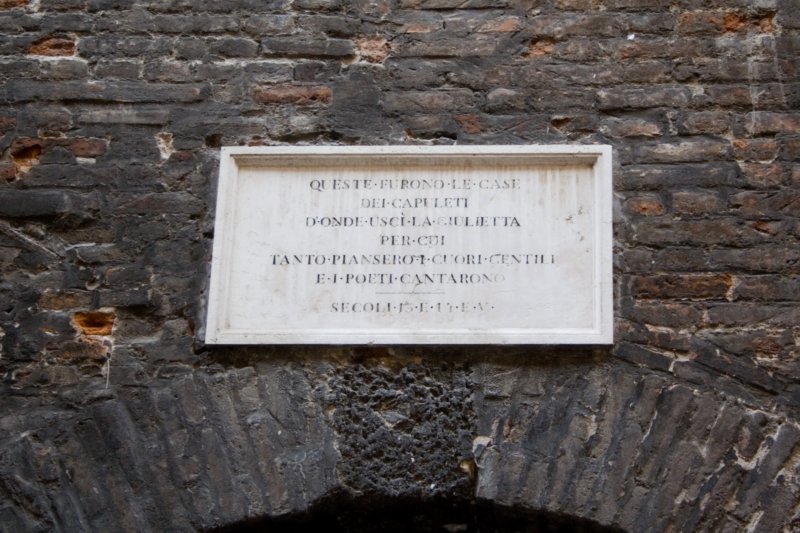 QUESTE·FURONO·LE·CASE
DEI·CAPULETI
D'ONDE·USCÌ·LA·GIULIETTA
PER·CUI
TANTO·PIANSERO·I·CUORI·GENTILI
E·I·POETI·CANTARONO
SECOLI·E·E·V·